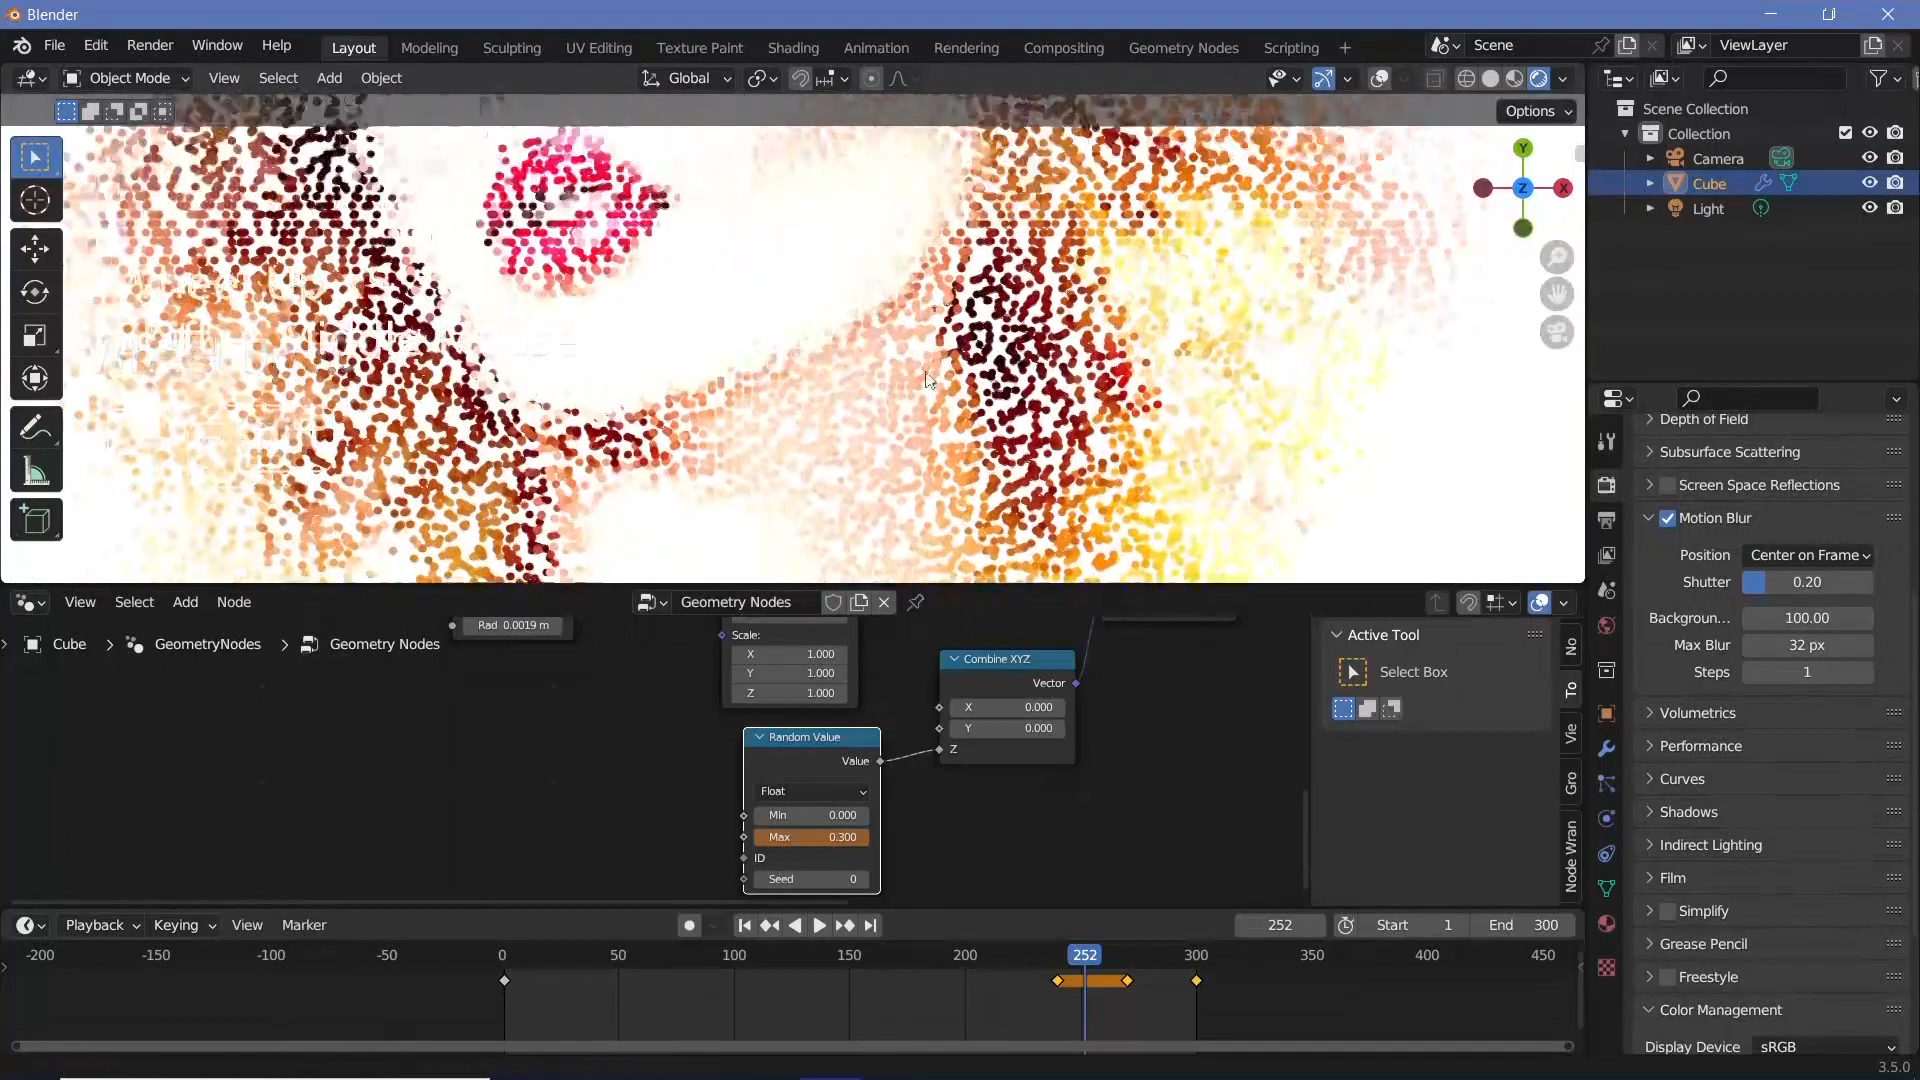 Blender
File Edit Render Window Help Layout Modeling Sculpting UV Editing Texture Paint Shading Animation Rendering Compositing Geometry Nodes Scripting + Scene ViewLayer
Object Mode View Select Add Object Global
Options
Scene Collection
Collection
Camera
Cube
Light
Y
Z X
Depth of Field
Subsurface Scattering
Screen Space Reflections
Motion Blur
Position Center on Frame
Shutter 0.20
Backgroun... 100.00
Max Blur 32 px
Steps 1
Volumetrics
Performance
Curves
Shadows
Indirect Lighting
Film
Simplify
Grease Pencil
Freestyle
Color Management
Display Device sRGB
View Select Add Node Geometry Nodes
Cube GeometryNodes Geometry Nodes
Rad 0.0019 m
Scale:
X 1.000
Y 1.000
Z 1.000
Combine XYZ
Vector
X 0.000
Y 0.000
Z
Random Value
Value
Float
Min 0.000
Max 0.300
ID
Seed 0
Active Tool
Select Box
No
To
Vie
Gro
Node Wran
Playback Keying View Marker 252 Start 1 End 300
-200 -150 -100 -50 0 50 100 150 200 252 300 350 400 450
3.5.0